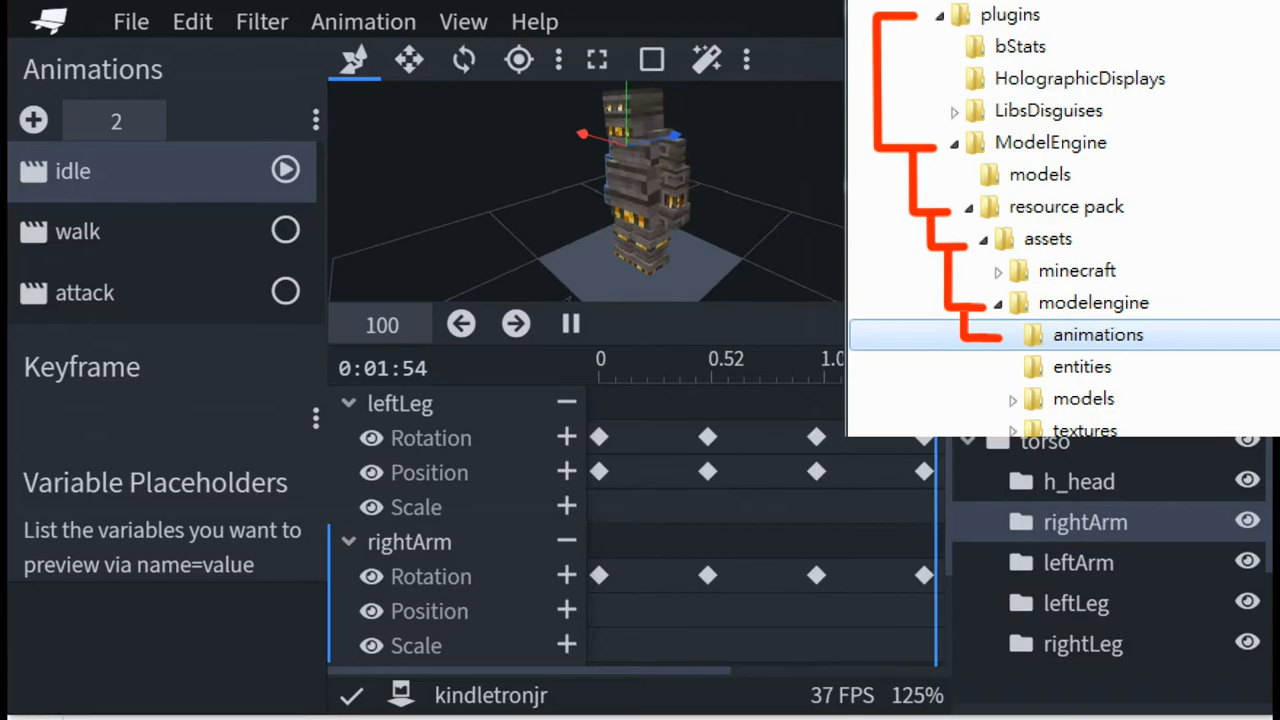 File Edit Filter Animation View Help
Animations
2
idle
walk
attack
Keyframe
Variable Placeholders
List the variables you want to
preview via name=value
100
0:01:54
0 0.52 1.0
leftLeg
Rotation
Position
Scale
rightArm
Rotation
Position
Scale
kindletronjr
37 FPS 125%
plugins
bStats
HolographicDisplays
LibsDisguises
ModelEngine
models
resource pack
assets
minecraft
modelengine
animations
entities
models
textures
torso
h_head
rightArm
leftArm
leftLeg
rightLeg